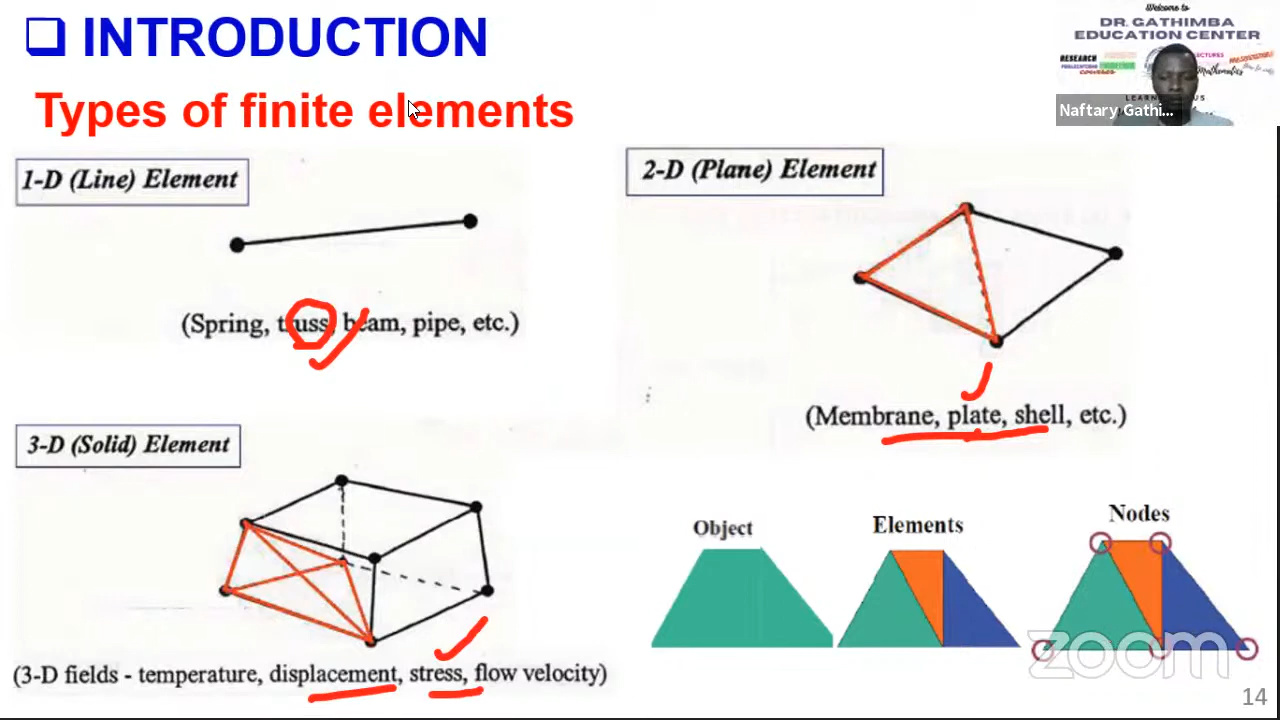 INTRODUCTION
Types of finite elements
Welcome to
DR. GATHIMBA
EDUCATION CENTER
RESEARCH
LECTURES
courses
Mathematics
Naftary Gathi...
1-D (Line) Element
(Spring, truss, beam, pipe, etc.)
2-D (Plane) Element
(Membrane, plate, shell, etc.)
3-D (Solid) Element
(3-D fields - temperature, displacement, stress, flow velocity)
Object
Elements
Nodes
zoom
14